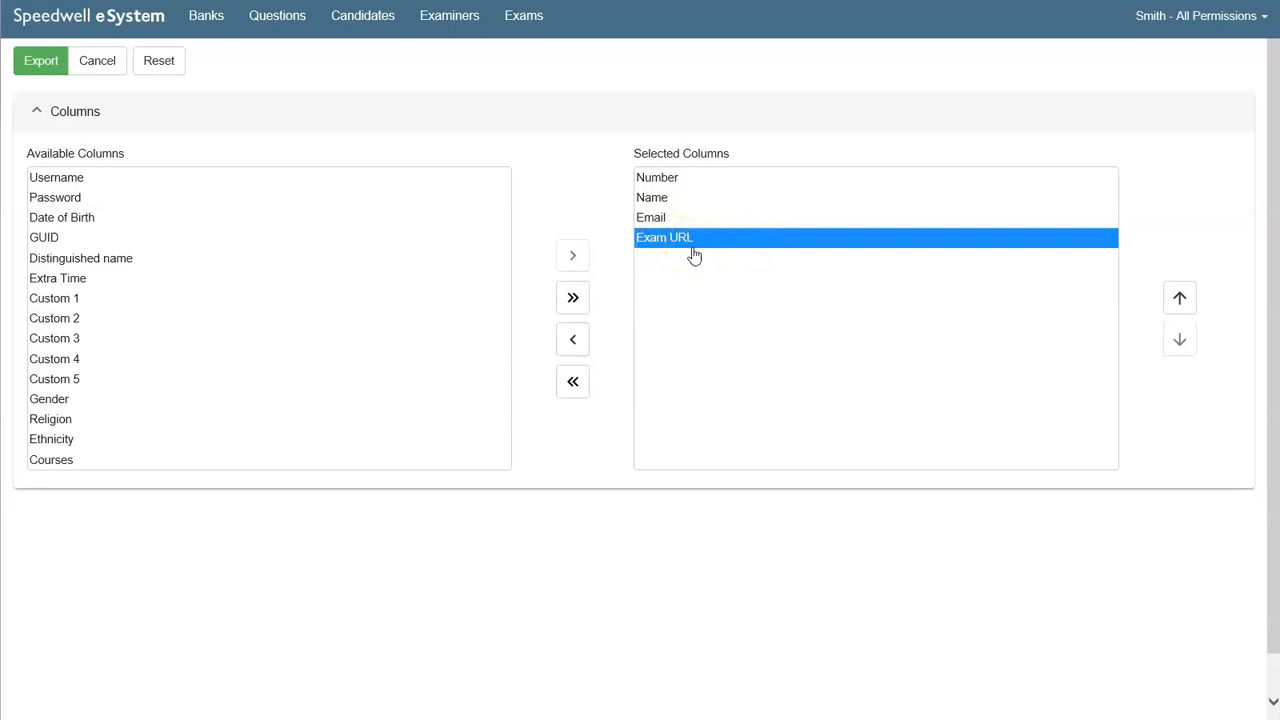 Speedwell eSystem Banks Questions Candidates Examiners Exams Smith - All Permissions
Export Cancel Reset
Columns
Available Columns
Username
Password
Date of Birth
GUID
Distinguished name
Extra Time
Custom 1
Custom 2
Custom 3
Custom 4
Custom 5
Gender
Religion
Ethnicity
Courses
Selected Columns
Number
Name
Email
Exam URL